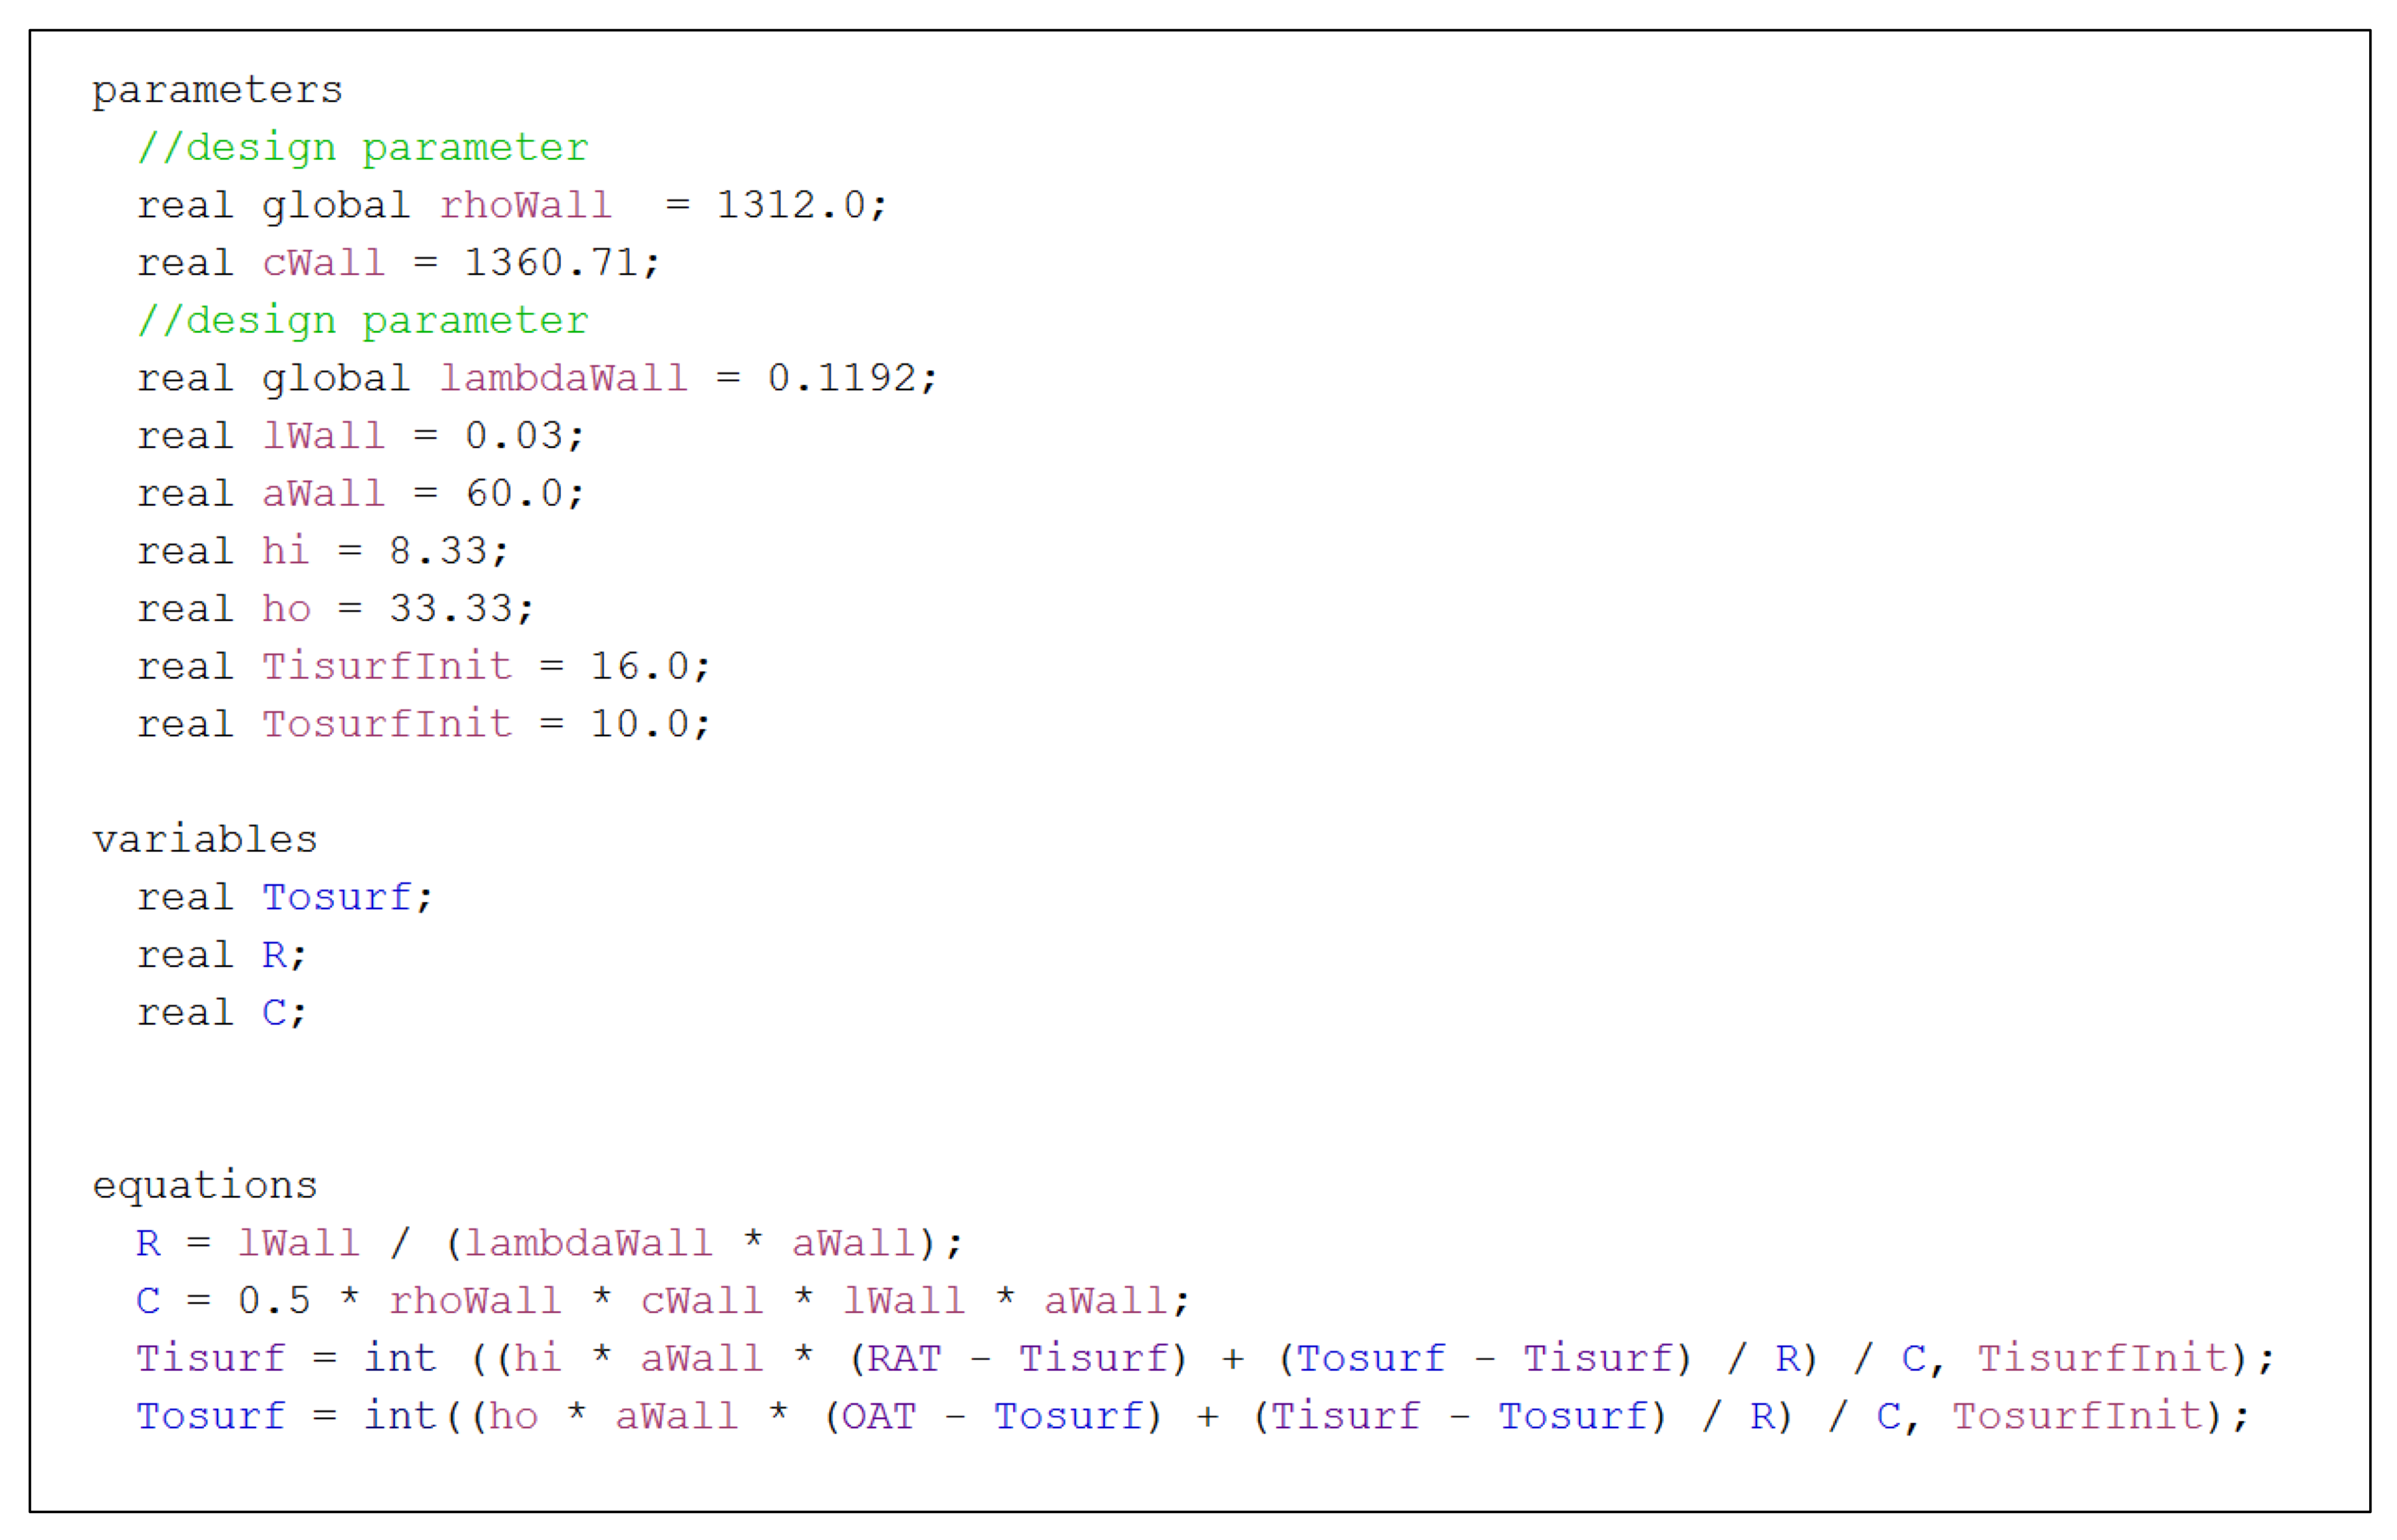 parameters
//design parameter
real global rhoWall = 1312.0;
real cWall = 1360.71;
//design parameter
real global lambdaWall = 0.1192;
real lWall = 0.03;
real aWall = 60.0;
real hi = 8.33;
real ho = 33.33;
real TisurfInit = 16.0;
real TosurfInit = 10.0;
variables
real Tosurf;
real R;
real C;
equations
R = lWall / (lambdaWall * aWall);
C = 0.5 * rhoWall * cWall * lWall * aWall;
Tisurf = int ((hi * aWall * (RAT - Tisurf) + (Tosurf - Tisurf) / R) / C, TisurfInit);
Tosurf = int((ho * aWall * (OAT - Tosurf) + (Tisurf - Tosurf) / R) / C, TosurfInit);